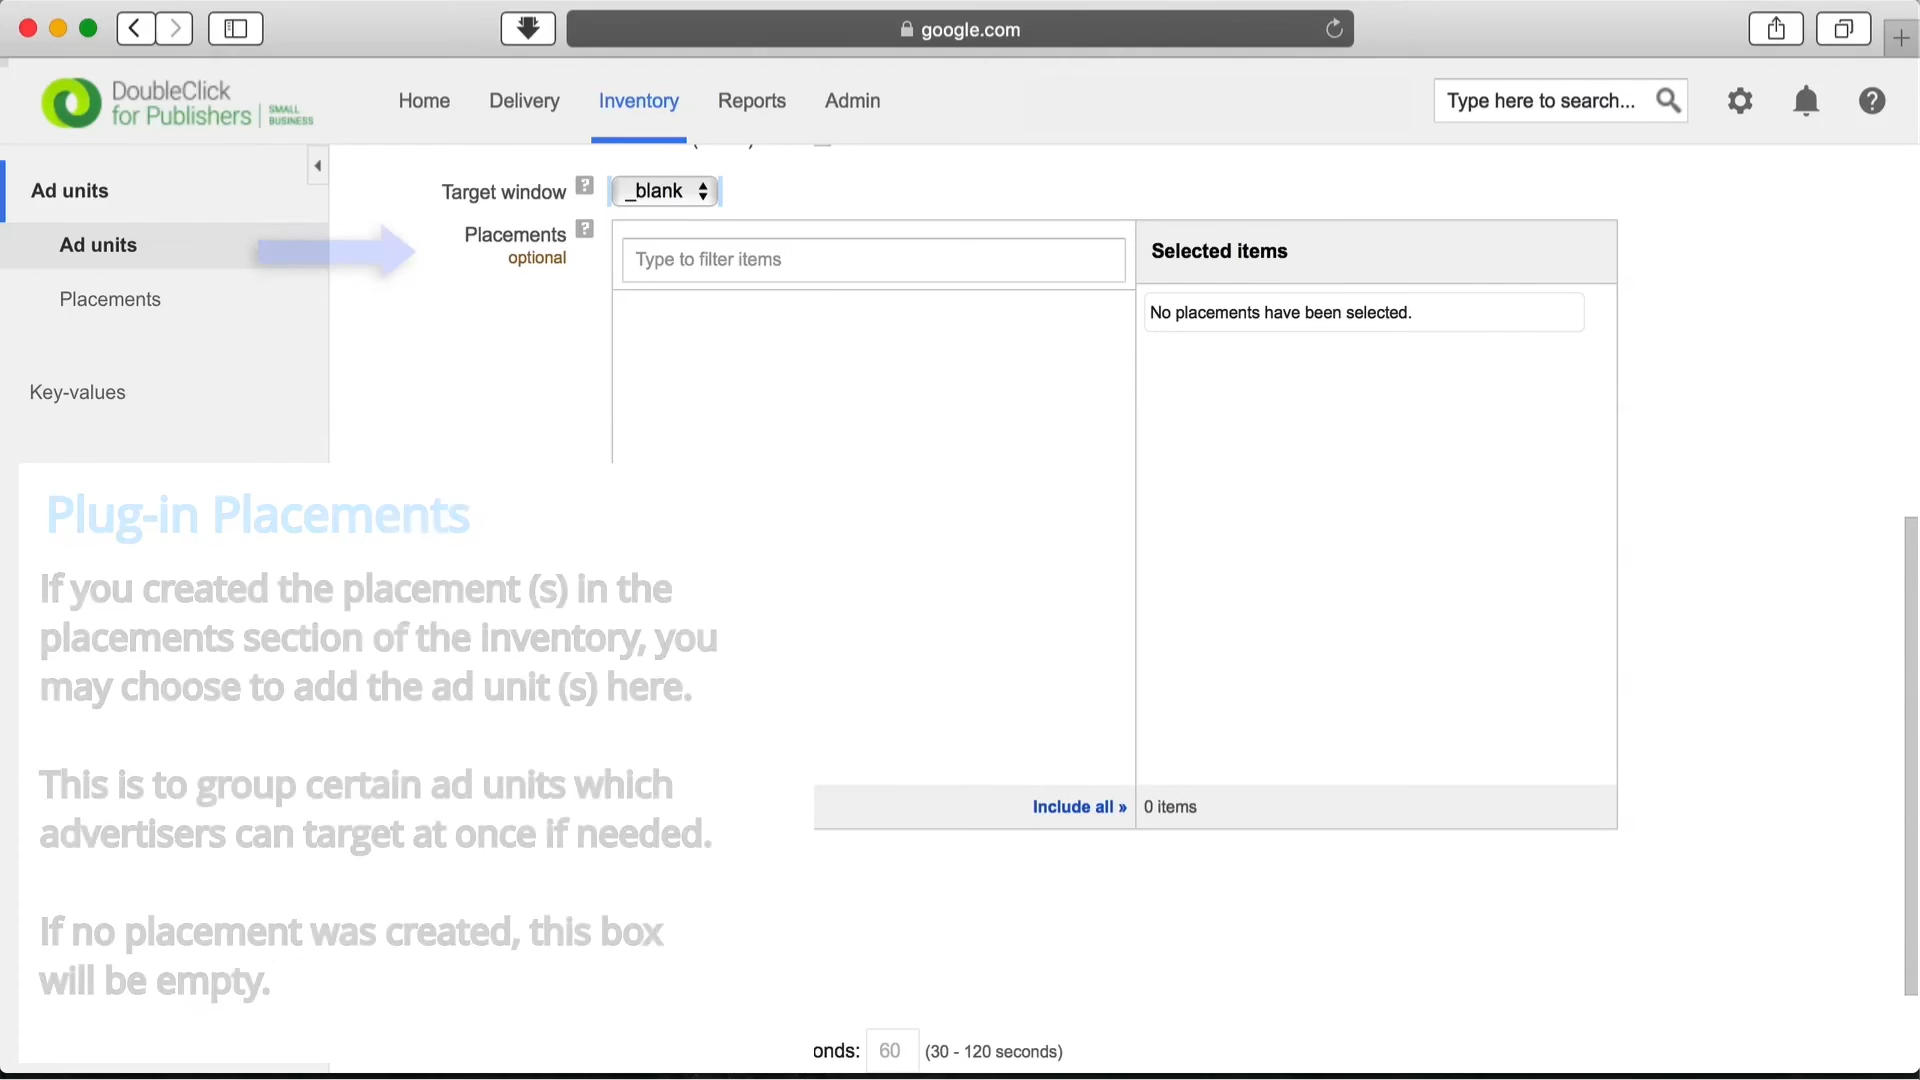 google.com
DoubleClick
for Publishers | SMALL BUSINESS
Home Delivery Inventory Reports Admin
Type here to search...
Ad units
Ad units
Placements
Key-values
Target window ? _blank
Placements ?
optional
Type to filter items
Selected items
No placements have been selected.
Include all »
0 items
Plug-in Placements
If you created the placement (s) in the
placements section of the inventory, you
may choose to add the ad unit (s) here.
This is to group certain ad units which
advertisers can target at once if needed.
If no placement was created, this box
will be empty.
onds: 60 (30 - 120 seconds)